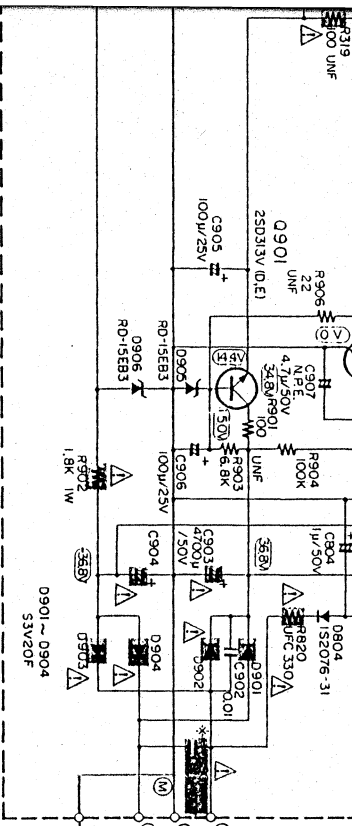 R319
100 UNF
Q901
2SD313V (D,E)
C905
100μ/25V
R906
22
UNF
(0V)
C907
4.7μ/50V
N.P.E
34.8V
R901
100
UNF
14.4V
15.0V
D905
RD-15EB3
D906
RD-15EB3
R903
6.8K
R904
100K
C906
100μ/25V
R902
1.8K 1W
C804
1μ/50V
36.8V
C903
4700μ
/50V
C904
-36.8V
D804
1S2076-31
R820
UFC 330
D901
C902
0.01
D902
D904
D903
D901~D904
S3V20F
*
M